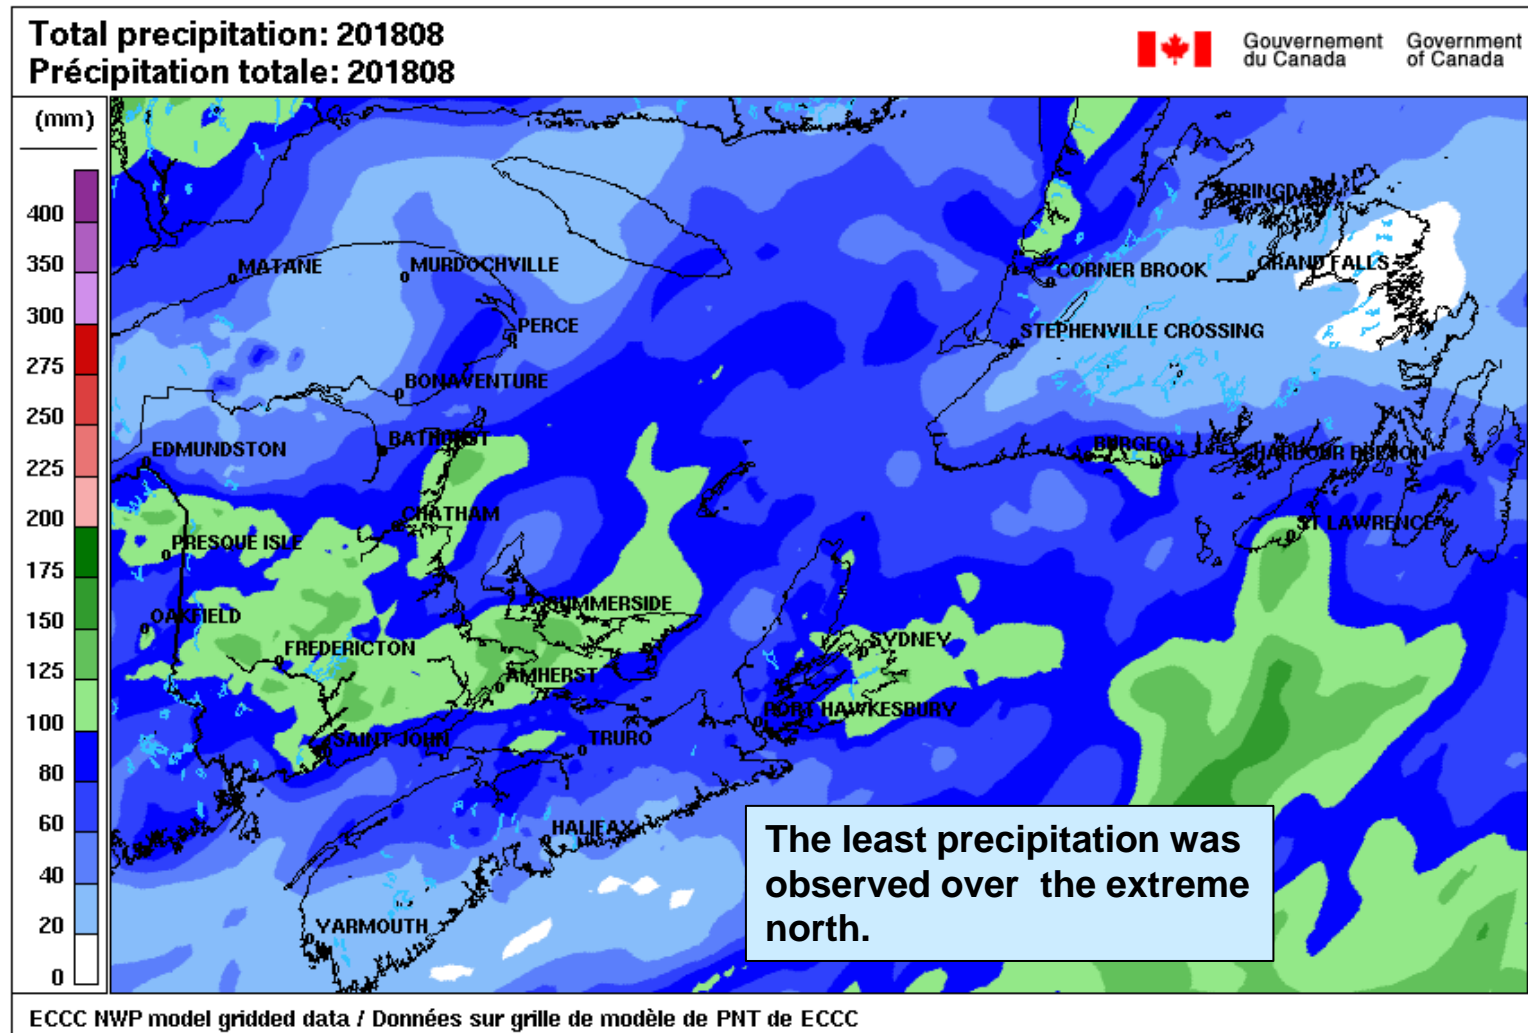 Total precipitation: 201808
Précipitation totale: 201808
Gouvernement
du Canada
Government
of Canada
(mm)
400
350
300
275
250
225
200
175
150
125
100
80
60
40
20
0
SPRINGDALE
MATANE
MURDOCHVILLE
CORNER BROOK
GRAND FALLS
PERCE
STEPHENVILLE CROSSING
BONAVENTURE
EDMUNDSTON
BATHURST
BURGEO
HARBOUR BRETON
CHATHAM
ST LAWRENCE
PRESQUE ISLE
OAKFIELD
SUMMERSIDE
FREDERICTON
SYDNEY
AMHERST
PORT HAWKESBURY
SAINT JOHN
TRURO
HALIFAX
YARMOUTH
The least precipitation was
observed over the extreme
north.
ECCC NWP model gridded data / Données sur grille de modèle de PNT de ECCC